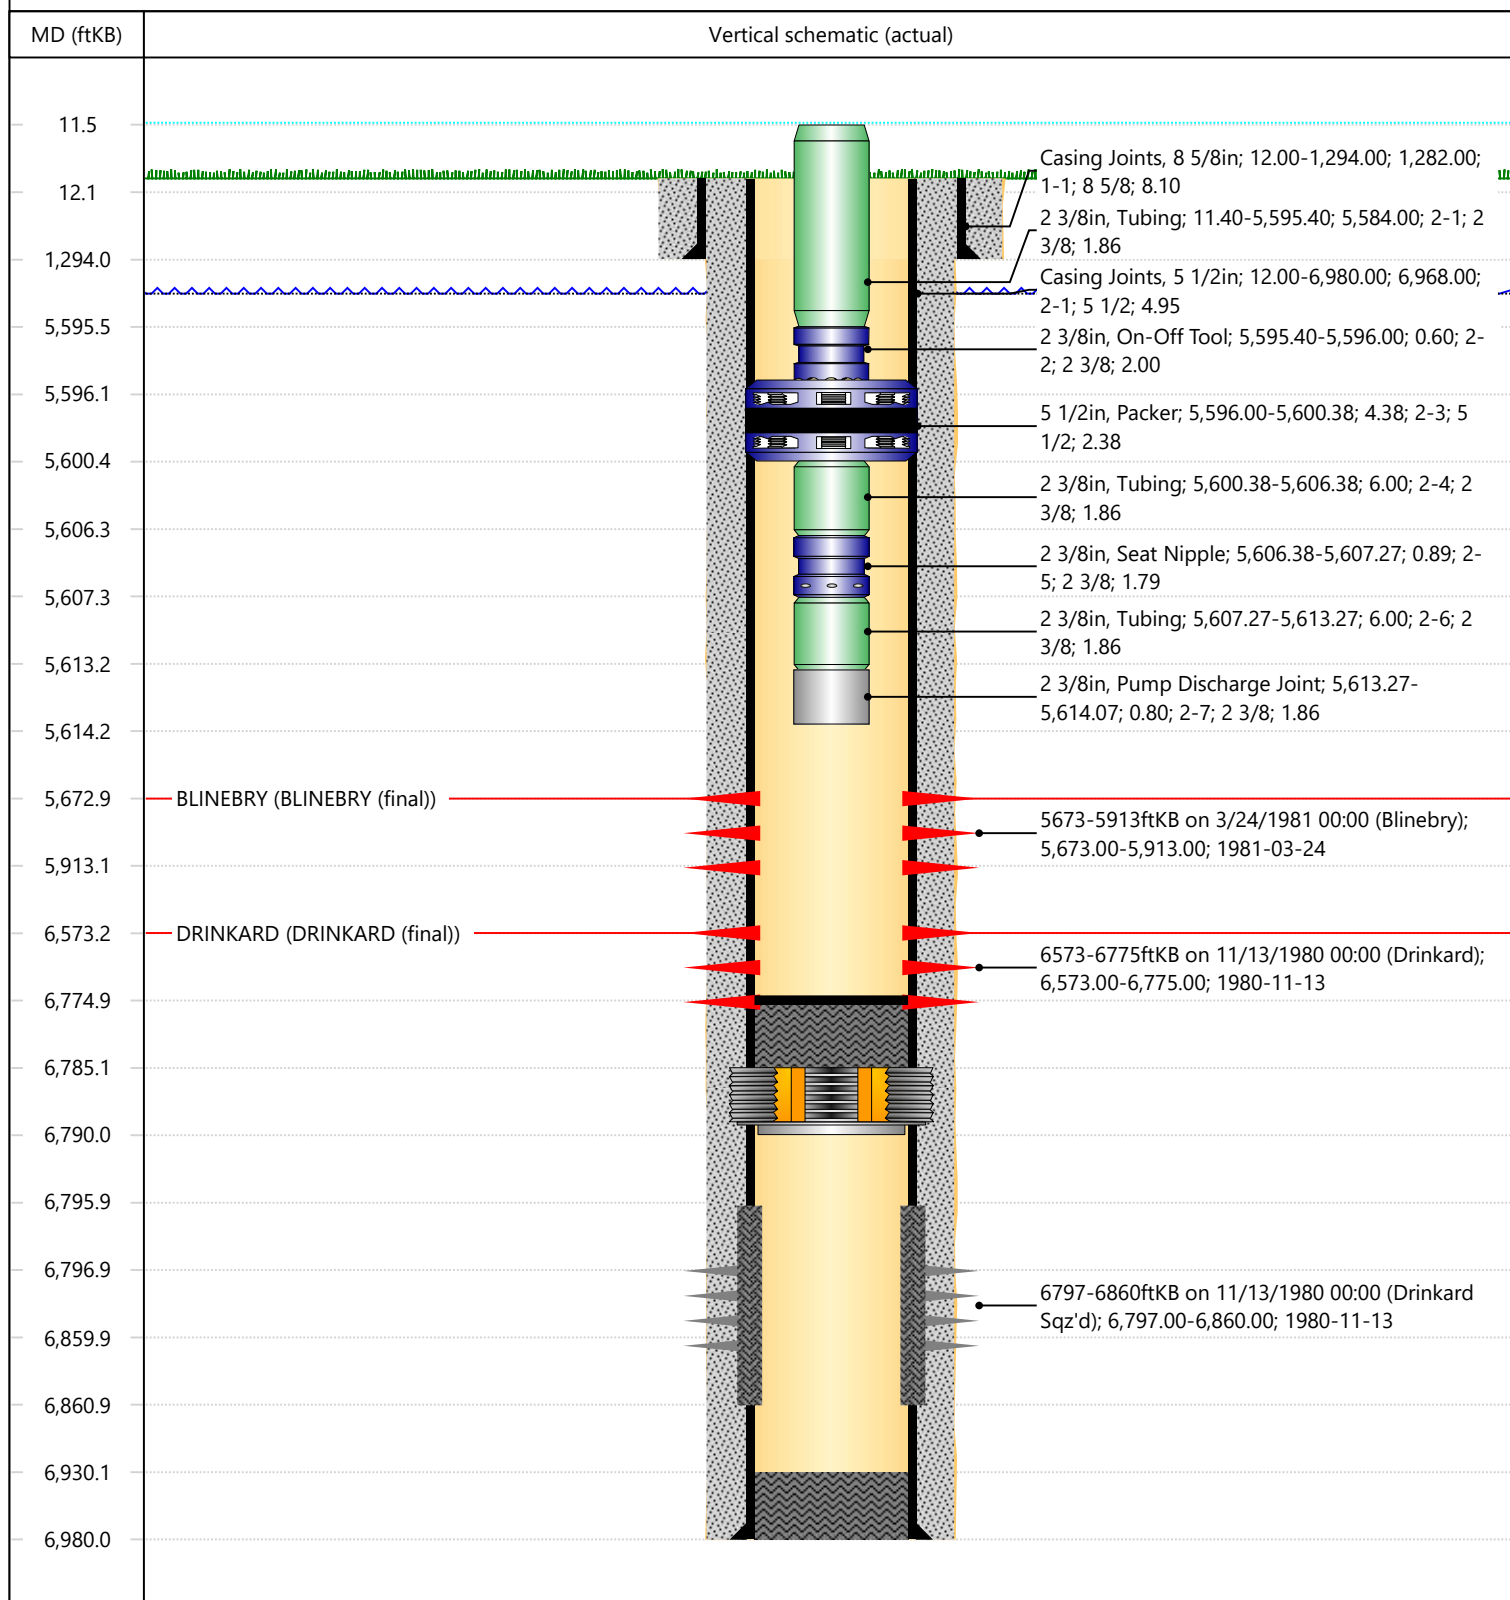 MD (ftKB)
Vertical schematic (actual)
11.5
12.1
1,294.0
5,595.5
5,596.1
5,600.4
5,606.3
5,607.3
5,613.2
5,614.2
5,672.9
5,913.1
6,573.2
6,774.9
6,785.1
6,790.0
6,795.9
6,796.9
6,859.9
6,860.9
6,930.1
6,980.0
BLINEBRY (BLINEBRY (final))
DRINKARD (DRINKARD (final))
Casing Joints, 8 5/8in; 12.00-1,294.00; 1,282.00;
1-1; 8 5/8; 8.10
2 3/8in, Tubing; 11.40-5,595.40; 5,584.00; 2-1; 2
3/8; 1.86
Casing Joints, 5 1/2in; 12.00-6,980.00; 6,968.00;
2-1; 5 1/2; 4.95
2 3/8in, On-Off Tool; 5,595.40-5,596.00; 0.60; 2-
2; 2 3/8; 2.00
5 1/2in, Packer; 5,596.00-5,600.38; 4.38; 2-3; 5
1/2; 2.38
2 3/8in, Tubing; 5,600.38-5,606.38; 6.00; 2-4; 2
3/8; 1.86
2 3/8in, Seat Nipple; 5,606.38-5,607.27; 0.89; 2-
5; 2 3/8; 1.79
2 3/8in, Tubing; 5,607.27-5,613.27; 6.00; 2-6; 2
3/8; 1.86
2 3/8in, Pump Discharge Joint; 5,613.27-
5,614.07; 0.80; 2-7; 2 3/8; 1.86
5673-5913ftKB on 3/24/1981 00:00 (Blinebry);
5,673.00-5,913.00; 1981-03-24
6573-6775ftKB on 11/13/1980 00:00 (Drinkard);
6,573.00-6,775.00; 1980-11-13
6797-6860ftKB on 11/13/1980 00:00 (Drinkard
Sqz'd); 6,797.00-6,860.00; 1980-11-13